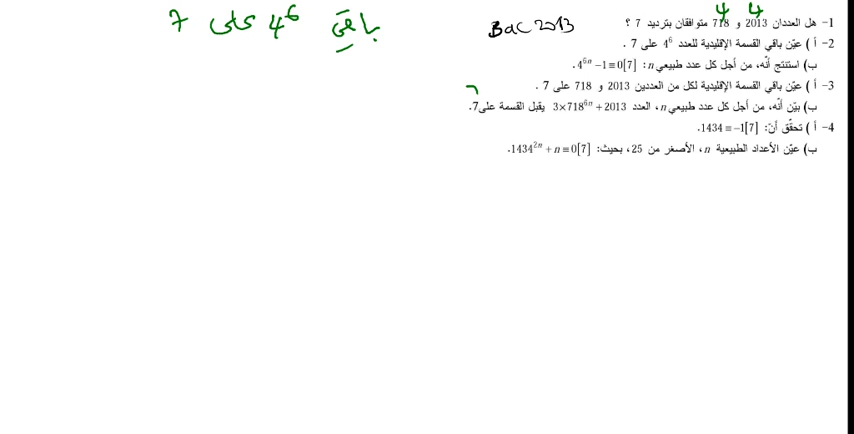 باقي 4⁶ على 7
Bac 2013
4 4
1- هل العددان 2013 و 718 متوافقان بترديد 7 ؟
2- أ ) عيّن باقي القسمة الإقليدية للعدد 4⁶ على 7 .
ب) استنتج أنّه، من أجل كل عدد طبيعي n : 4⁶ⁿ −1≡0[7] .
3- أ ) عيّن باقي القسمة الإقليدية لكل من العددين 2013 و 718 على 7 .
ب) بيّن أنّه، من أجل كل عدد طبيعي n، العدد 3×718⁶ⁿ+2013 يقبل القسمة على7.
4- أ ) تحقّق أنّ: 1434≡−1[7].
ب) عيّن الأعداد الطبيعية n، الأصغر من 25، بحيث: 1434²ⁿ+n≡0[7].